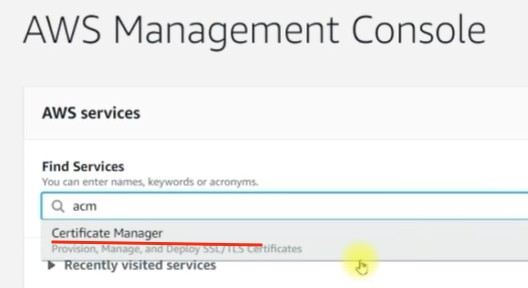 AWS Management Console
AWS services
Find Services
You can enter names, keywords or acronyms.
acm
Certificate Manager
Provision, Manage, and Deploy SSL/TLS Certificates
Recently visited services